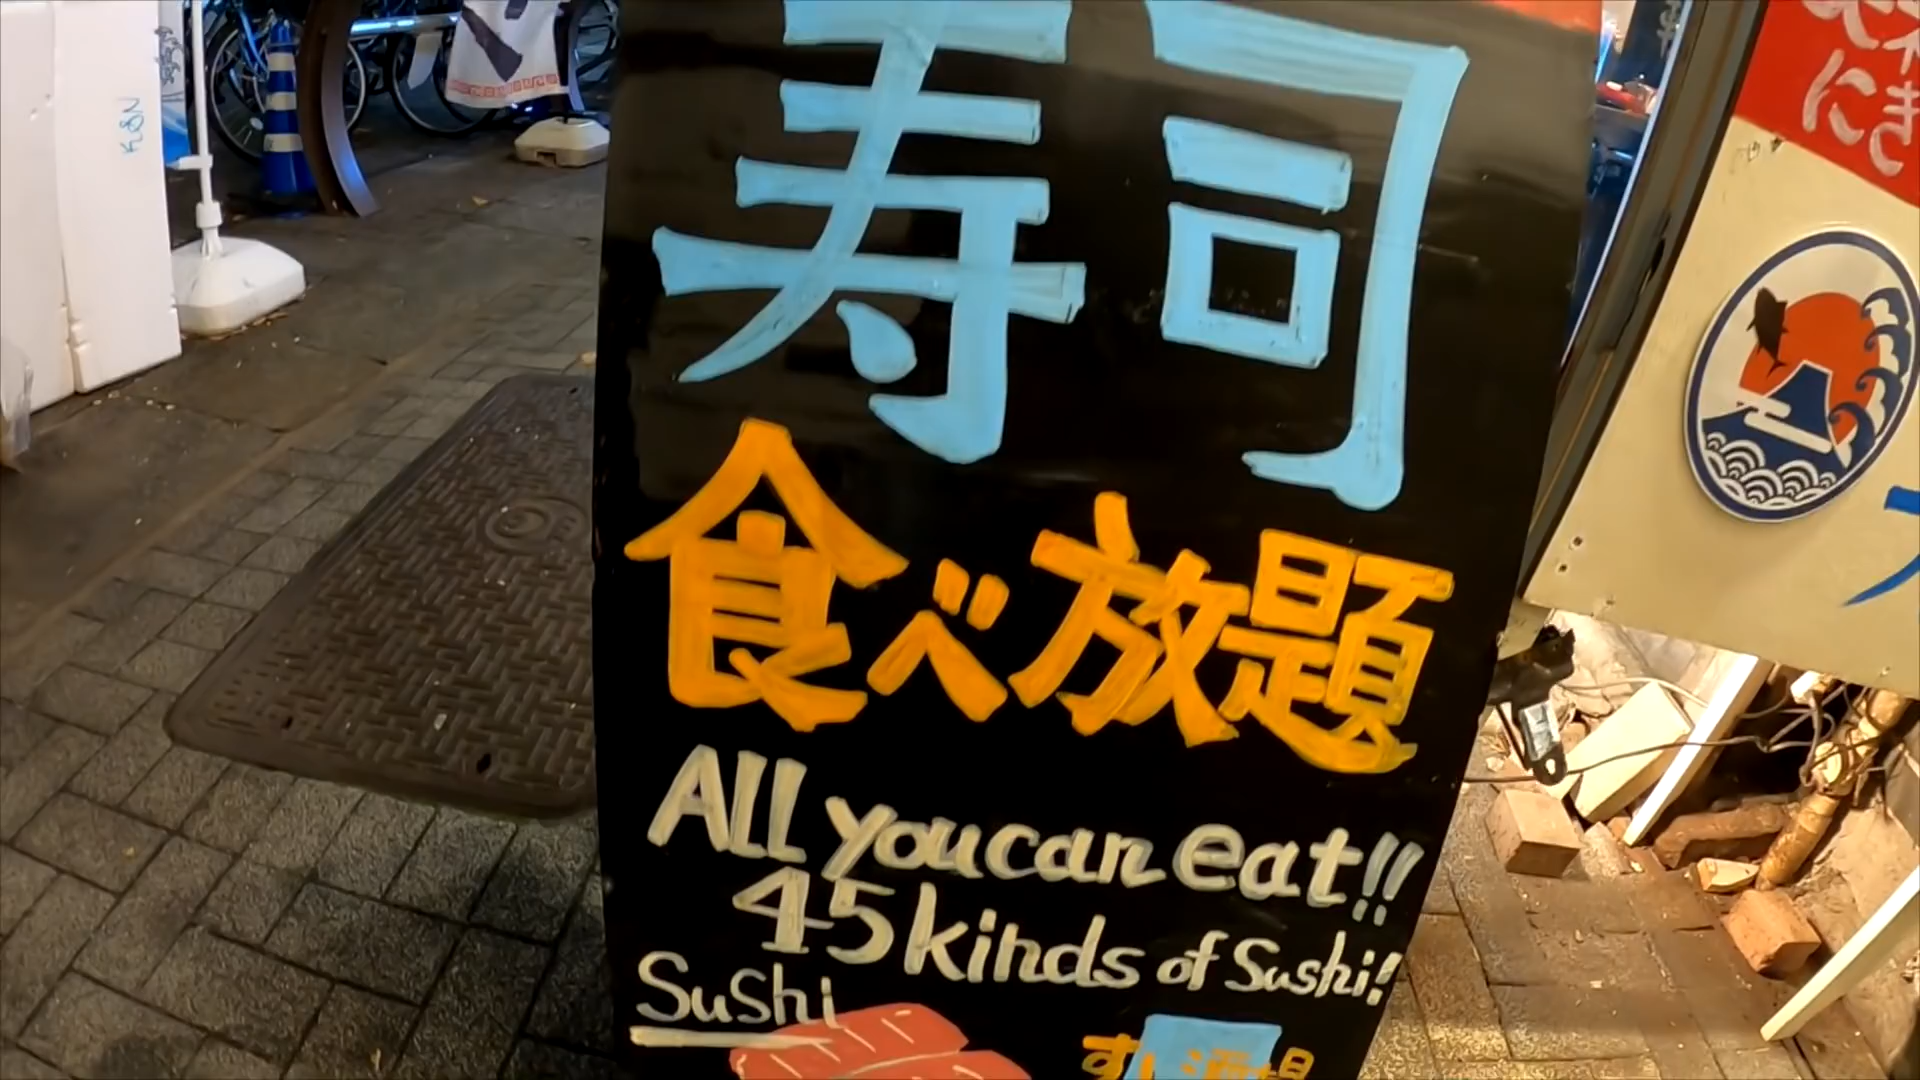 寿司
食べ放題
All you can eat!!
45 kinds of Sushi!
Sushi